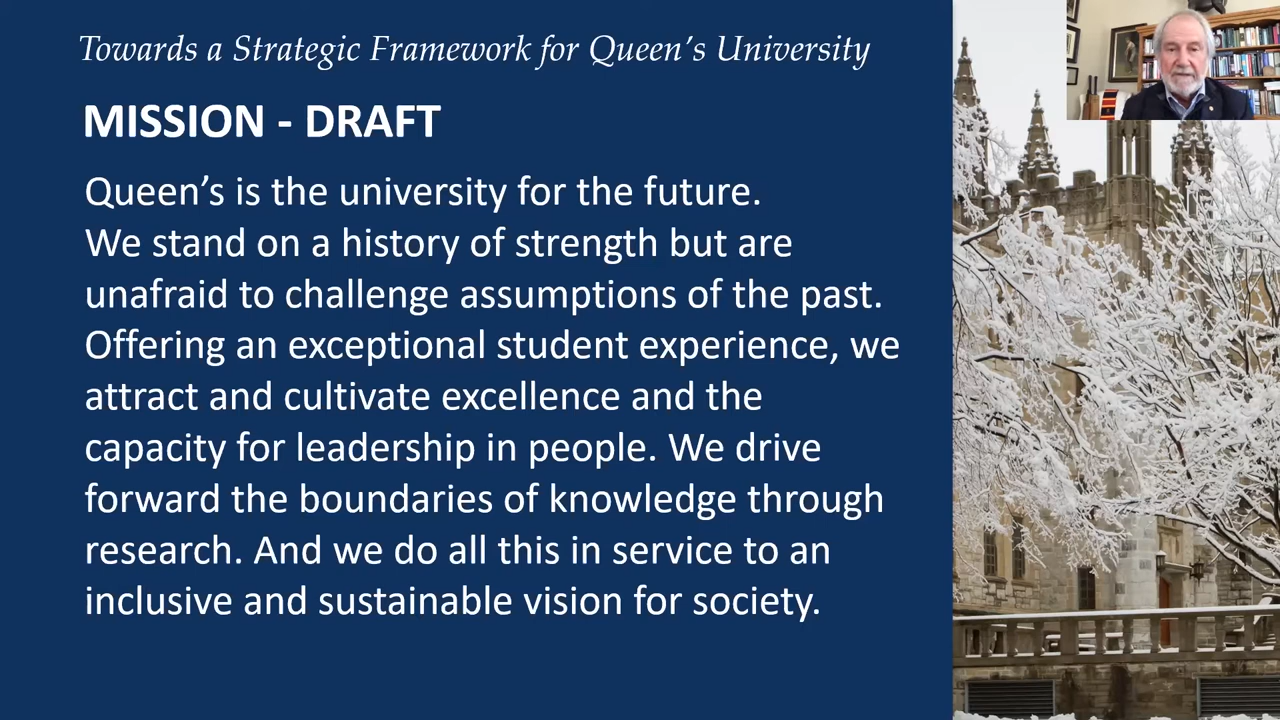 Towards a Strategic Framework for Queen's University
MISSION - DRAFT
Queen's is the university for the future.
We stand on a history of strength but are
unafraid to challenge assumptions of the past.
Offering an exceptional student experience, we
attract and cultivate excellence and the
capacity for leadership in people. We drive
forward the boundaries of knowledge through
research. And we do all this in service to an
inclusive and sustainable vision for society.